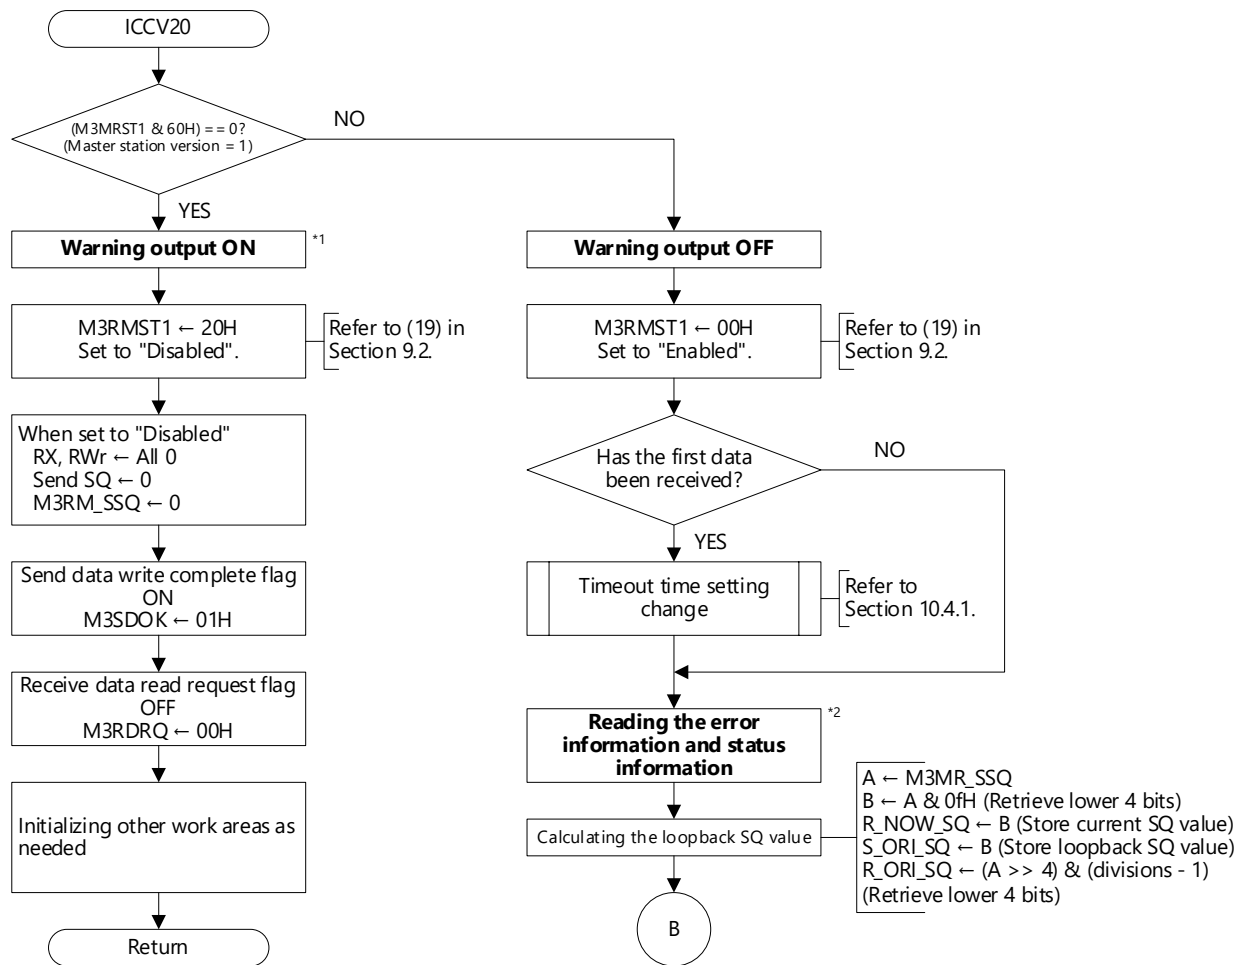 ICCV20
(M3MRST1 & 60H) == 0?
(Master station version = 1)
NO
YES
Warning output ON
*1
M3RMST1 ← 20H
Set to "Disabled".
Refer to (19) in
Section 9.2.
When set to "Disabled"
RX, RWr ← All 0
Send SQ ← 0
M3RM_SSQ ← 0
Send data write complete flag
ON
M3SDOK ← 01H
Receive data read request flag
OFF
M3RDRQ ← 00H
Initializing other work areas as
needed
Return
Warning output OFF
M3RMST1 ← 00H
Set to "Enabled".
Refer to (19) in
Section 9.2.
Has the first data
been received?
NO
YES
Timeout time setting
change
Refer to
Section 10.4.1.
Reading the error
information and status
information
*2
Calculating the loopback SQ value
A ← M3MR_SSQ
B ← A & 0fH (Retrieve lower 4 bits)
R_NOW_SQ ← B (Store current SQ value)
S_ORI_SQ ← B (Store loopback SQ value)
R_ORI_SQ ← (A >> 4) & (divisions - 1)
(Retrieve lower 4 bits)
B